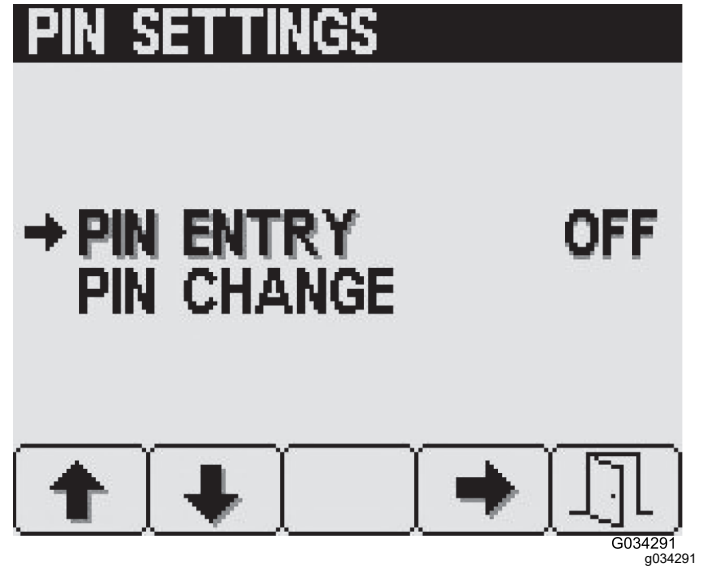 PIN SETTINGS
PIN ENTRY OFF
PIN CHANGE
G034291
g034291